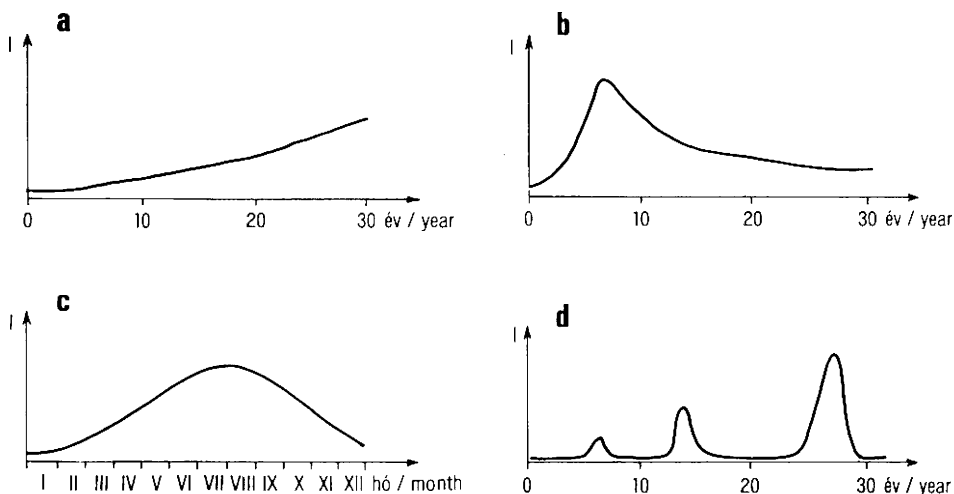 a
I
0 10 20 30 év / year
b
I
0 10 20 30 év / year
c
I
I II III IV V VI VII VIII IX X XI XII hó / month
d
I
0 10 20 30 év / year